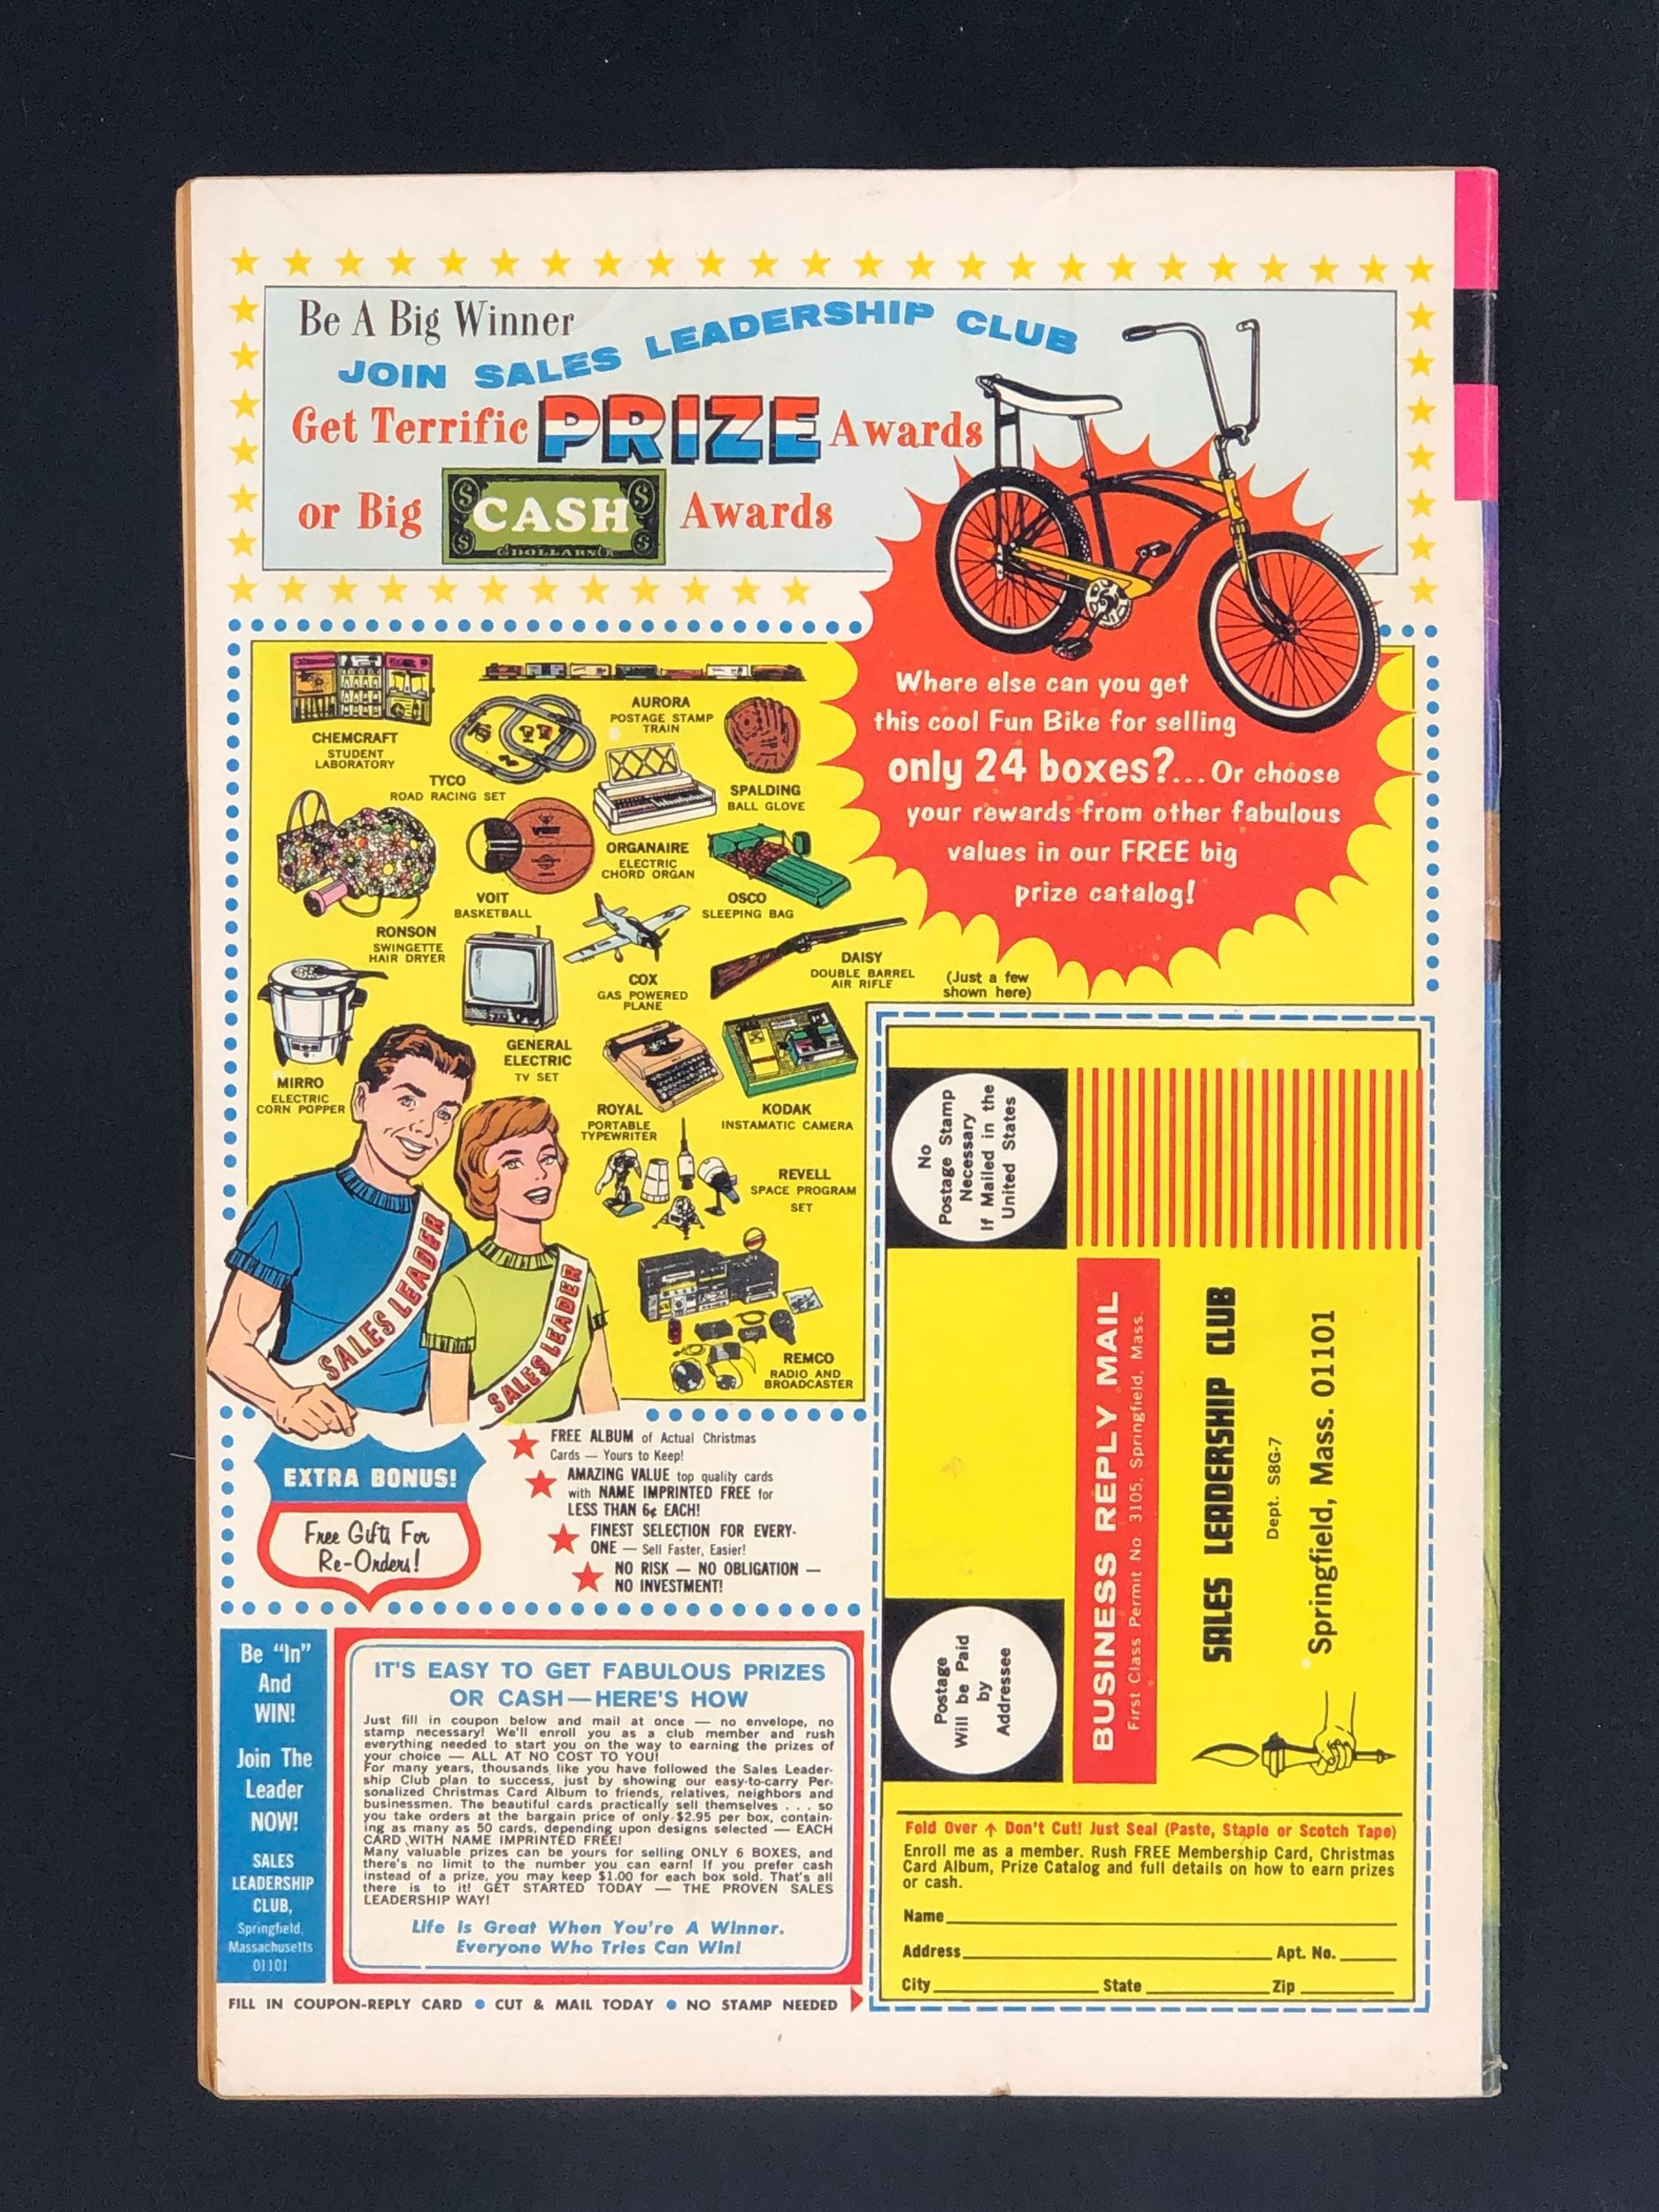 Be A Big Winner
JOIN SALES LEADERSHIP CLUB
Get Terrific PRIZE Awards
or Big CASH Awards
$ $ $ $
DOLLARS
Where else can you get
this cool Fun Bike for selling
only 24 boxes?... Or choose
your rewards from other fabulous
values in our FREE big
prize catalog!
CHEMCRAFT
STUDENT
LABORATORY
AURORA
POSTAGE STAMP
TRAIN
TYCO
ROAD RACING SET
SPALDING
BALL GLOVE
ORGANAIRE
ELECTRIC
CHORD ORGAN
VOIT
VOIT
BASKETBALL
OSCO
SLEEPING BAG
RONSON
SWINGETTE
HAIR DRYER
COX
GAS POWERED
PLANE
DAISY
DOUBLE BARREL
AIR RIFLE
(Just a few
shown here)
GENERAL
ELECTRIC
TV SET
MIRRO
ELECTRIC
CORN POPPER
ROYAL
PORTABLE
TYPEWRITER
KODAK
INSTAMATIC CAMERA
REVELL
SPACE PROGRAM
SET
REMCO
RADIO AND
BROADCASTER
SALES LEADER
SALES LEADER
EXTRA BONUS!
Free Gifts For
Re-Orders!
FREE ALBUM of Actual Christmas
Cards — Yours to Keep!
AMAZING VALUE top quality cards
with NAME IMPRINTED FREE for
LESS THAN 6¢ EACH!
FINEST SELECTION FOR EVERY-
ONE — Sell Faster, Easier!
NO RISK — NO OBLIGATION —
NO INVESTMENT!
Be "In"
And
WIN!
Join The
Leader
NOW!
SALES
LEADERSHIP
CLUB,
Springfield,
Massachusetts
01101
IT'S EASY TO GET FABULOUS PRIZES
OR CASH—HERE'S HOW
Just fill in coupon below and mail at once — no envelope, no
stamp necessary! We'll enroll you as a club member and rush
everything needed to start you on the way to earning the prizes of
your choice — ALL AT NO COST TO YOU!
For many years, thousands like you have followed the Sales Leader-
ship Club plan to success, just by showing our easy-to-carry Per-
sonalized Christmas Card Album to friends, relatives, neighbors and
businessmen. The beautiful cards practically sell themselves . . . so
you take orders at the bargain price of only $2.95 per box, contain-
ing as many as 50 cards, depending upon designs selected — EACH
CARD WITH NAME IMPRINTED FREE!
Many valuable prizes can be yours for selling ONLY 6 BOXES, and
there's no limit to the number you can earn! If you prefer cash
instead of a prize, you may keep $1.00 for each box sold. That's all
there is to it! GET STARTED TODAY — THE PROVEN SALES
LEADERSHIP WAY!
Life Is Great When You're A Winner.
Everyone Who Tries Can Win!
FILL IN COUPON-REPLY CARD • CUT & MAIL TODAY • NO STAMP NEEDED
No
Postage Stamp
Necessary
If Mailed in the
United States
Postage
Will be Paid
by
Addressee
BUSINESS REPLY MAIL
First Class Permit No. 3105, Springfield, Mass.
SALES LEADERSHIP CLUB
Dept. S8G-7
Springfield, Mass. 01101
Fold Over ↑ Don't Cut! Just Seal (Paste, Staple or Scotch Tape)
Enroll me as a member. Rush FREE Membership Card, Christmas
Card Album, Prize Catalog and full details on how to earn prizes
or cash.
Name
Address Apt. No.
City State Zip